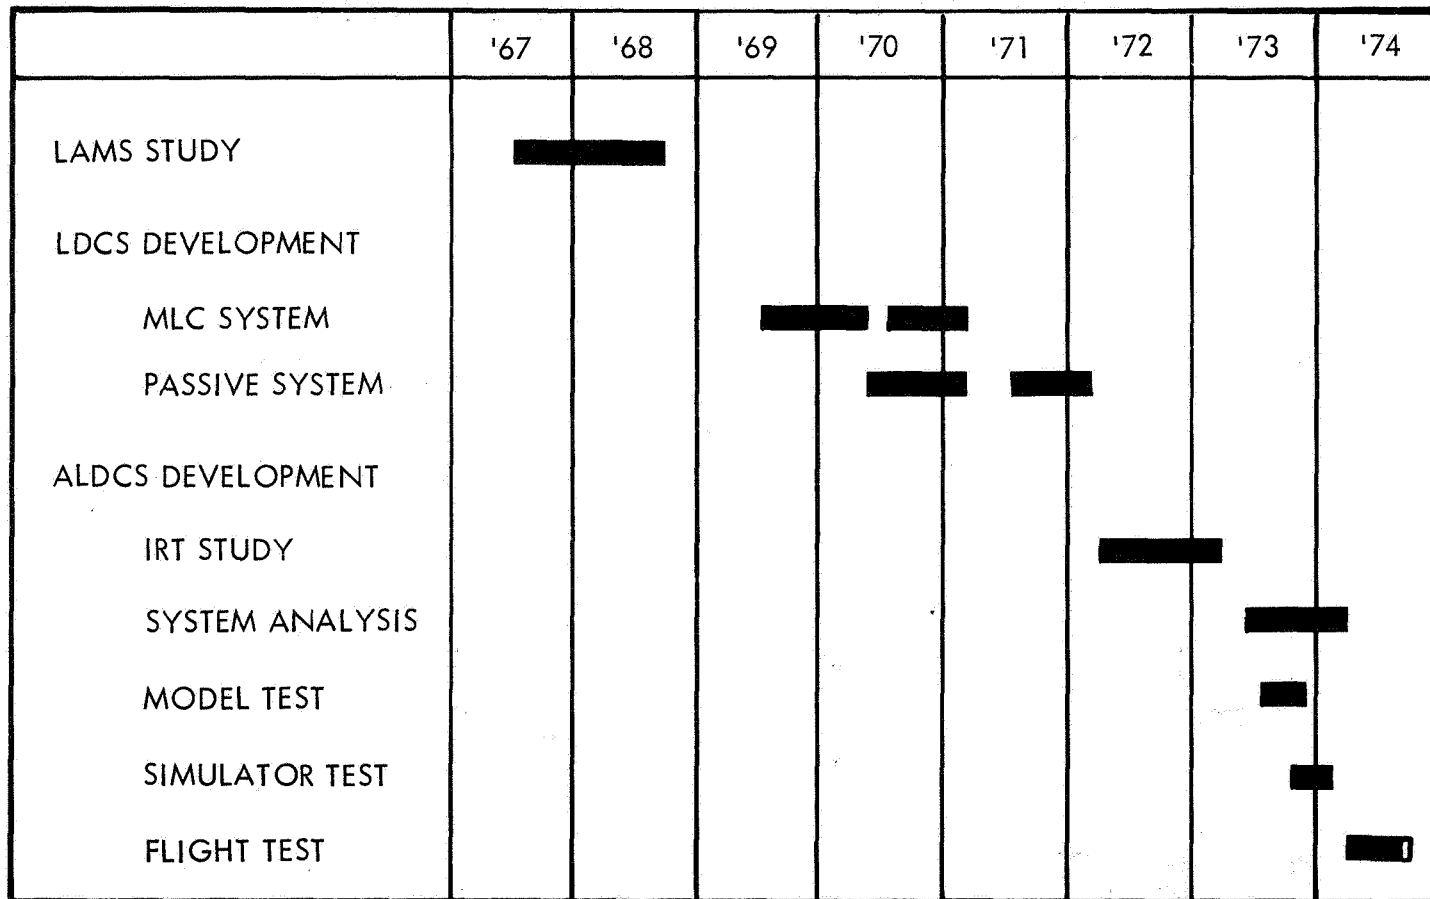 '67 '68 '69 '70 '71 '72 '73 '74
LAMS STUDY
LDCS DEVELOPMENT
MLC SYSTEM
PASSIVE SYSTEM
ALDCS DEVELOPMENT
IRT STUDY
SYSTEM ANALYSIS
MODEL TEST
SIMULATOR TEST
FLIGHT TEST